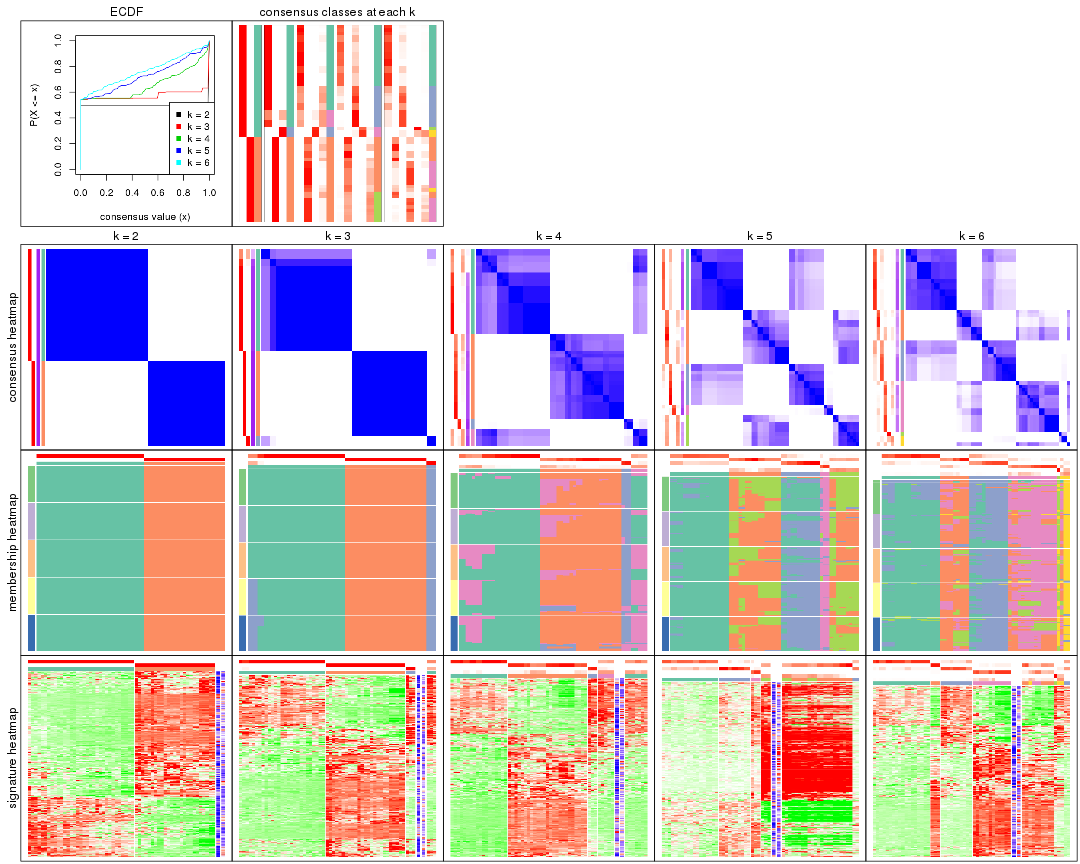 ECDF
consensus classes at each k
P(X <= x)
1.0
0.8
0.6
0.4
0.2
0.0
k = 2
k = 3
k = 4
k = 5
k = 6
0.0 0.2 0.4 0.6 0.8 1.0
consensus value (x)
k = 2 k = 3 k = 4 k = 5 k = 6
consensus heatmap
membership heatmap
signature heatmap